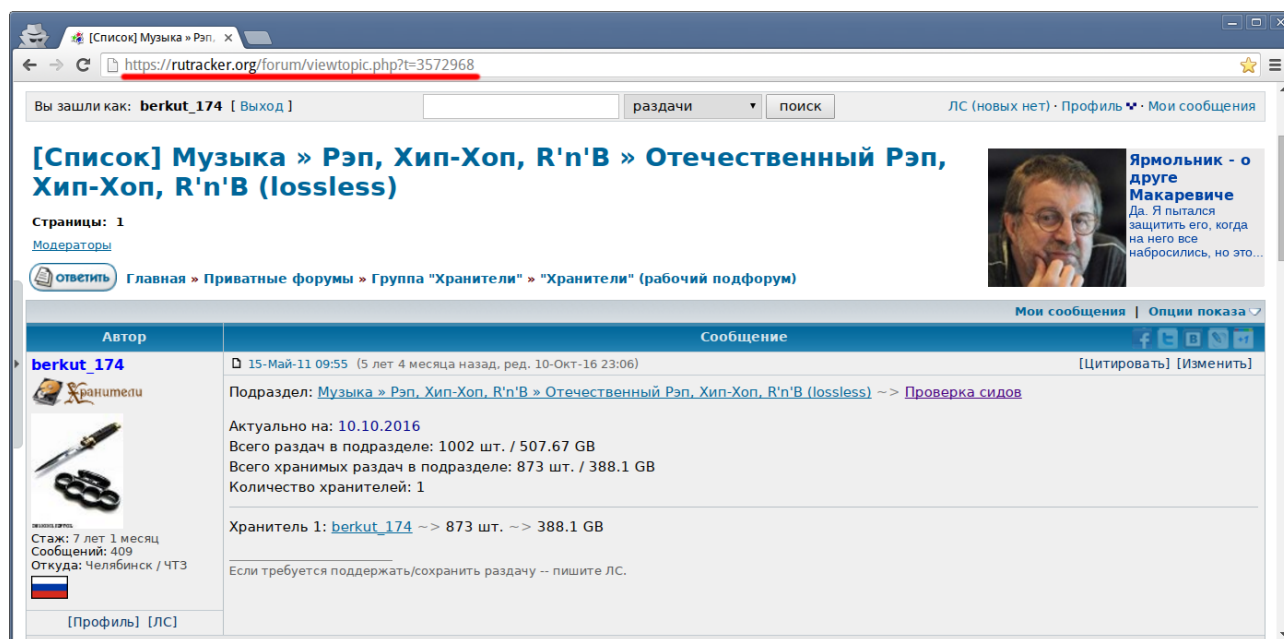 [Список] Музыка » Рэп,
https://rutracker.org/forum/viewtopic.php?t=3572968
Вы зашли как: berkut_174 [ Выход ]
раздачи
поиск
ЛС (новых нет) · Профиль · Мои сообщения
[Список] Музыка » Рэп, Хип-Хоп, R'n'B » Отечественный Рэп,
Хип-Хоп, R'n'B (lossless)
Ярмольник - о
друге
Макаревиче
Да. Я пытался
защитить его, когда
на него все
набросились, но это...
Страницы: 1
Модераторы
ответить
Главная » Приватные форумы » Группа "Хранители" » "Хранители" (рабочий подфорум)
Мои сообщения | Опции показа
Автор
Сообщение
berkut_174
15-Май-11 09:55 (5 лет 4 месяца назад, ред. 10-Окт-16 23:06)
[Цитировать] [Изменить]
Хранители
Подраздел: Музыка » Рэп, Хип-Хоп, R'n'B » Отечественный Рэп, Хип-Хоп, R'n'B (lossless) ~> Проверка сидов
Актуально на: 10.10.2016
Всего раздач в подразделе: 1002 шт. / 507.67 GB
Всего хранимых раздач в подразделе: 873 шт. / 388.1 GB
Количество хранителей: 1
Хранитель 1: berkut_174 ~> 873 шт. ~> 388.1 GB
Стаж: 7 лет 1 месяц
Сообщений: 409
Откуда: Челябинск / ЧТЗ
Если требуется поддержать/сохранить раздачу -- пишите ЛС.
[Профиль] [ЛС]